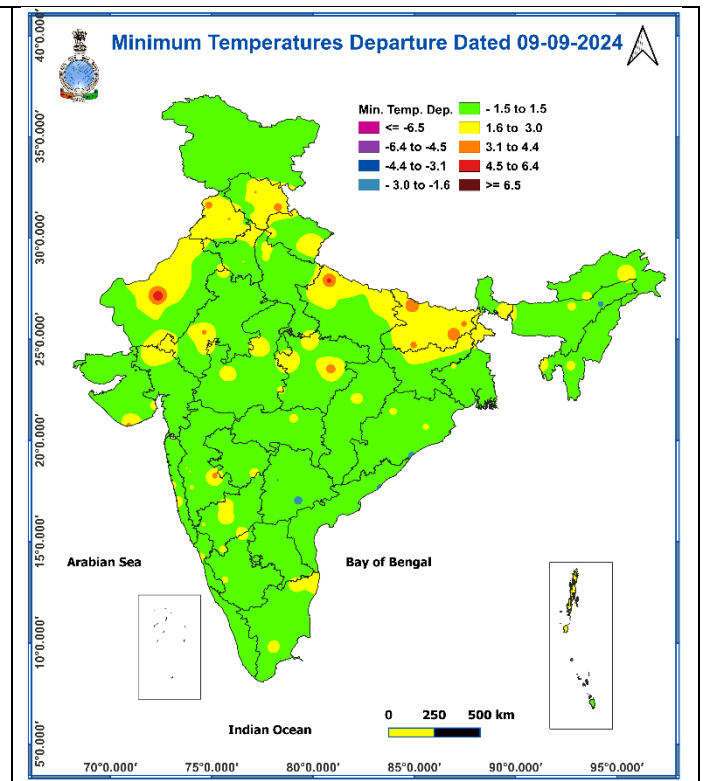 Minimum Temperatures Departure Dated 09-09-2024
Min. Temp. Dep.
<= -6.5
-6.4 to -4.5
-4.4 to -3.1
- 3.0 to -1.6
- 1.5 to 1.5
1.6 to 3.0
3.1 to 4.4
4.5 to 6.4
>= 6.5
40°0.000'
35°0.000'
30°0.000'
25°0.000'
20°0.000'
15°0.000'
10°0.000'
5°0.000'
Arabian Sea
Bay of Bengal
Indian Ocean
0 250 500 km
70°0.000' 75°0.000' 80°0.000' 85°0.000' 90°0.000' 95°0.000'